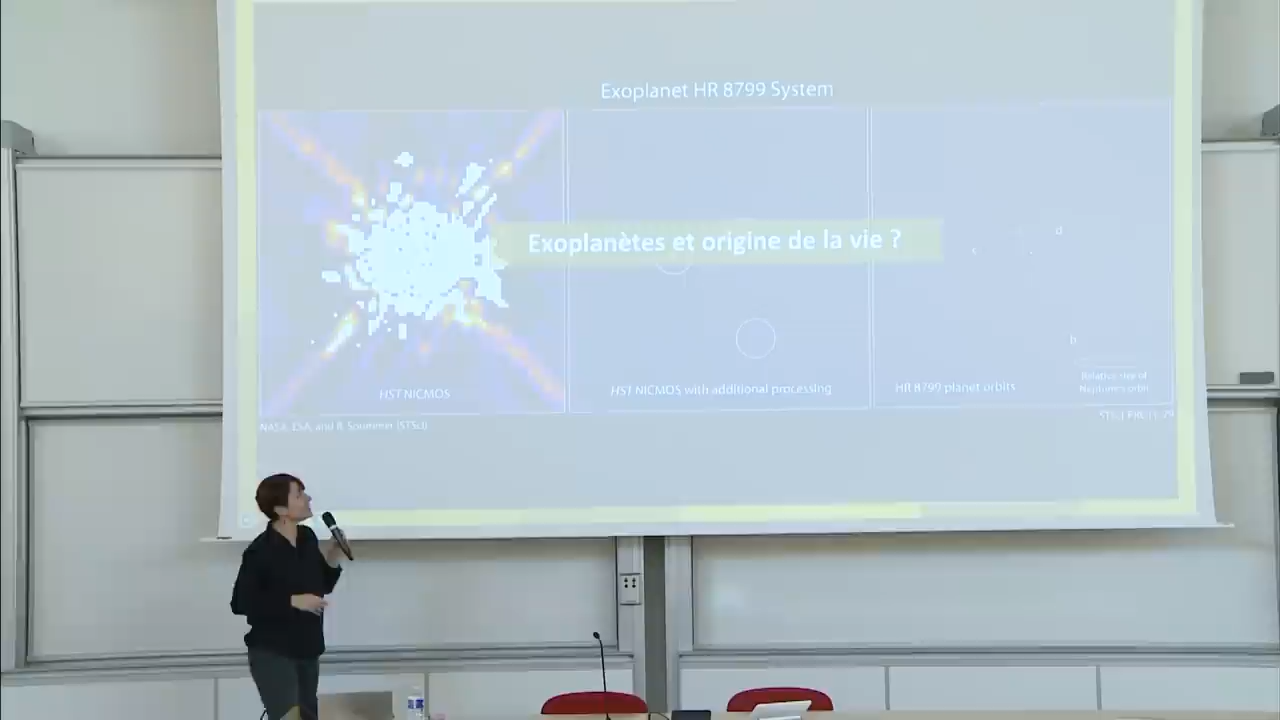 Exoplanet HR 8799 System
Exoplanètes et origine de la vie ?
d
b
HST NICMOS
HST NICMOS with additional processing
HR 8799 planet orbits
Relative size of
Neptune's orbit
NASA, ESA, and R. Soummer (STScI)